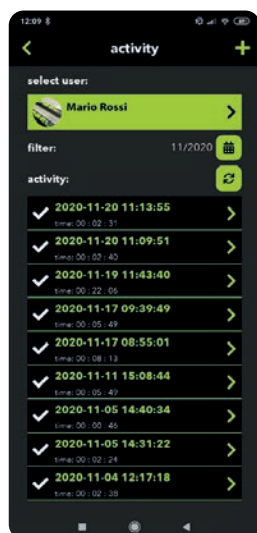 12:09
activity
select user:
Mario Rossi
filter: 11/2020
activity:
2020-11-20 11:13:55
time: 00 : 02 : 31
2020-11-20 11:09:51
time: 00 : 02 : 40
2020-11-19 11:43:40
time: 00 : 22 : 06
2020-11-17 09:39:49
time: 00 : 05 : 49
2020-11-17 08:55:01
time: 00 : 08 : 13
2020-11-11 15:08:44
time: 00 : 05 : 49
2020-11-05 14:40:34
time: 00 : 00 : 46
2020-11-05 14:31:22
time: 00 : 02 : 24
2020-11-04 12:17:18
time: 00 : 02 : 38